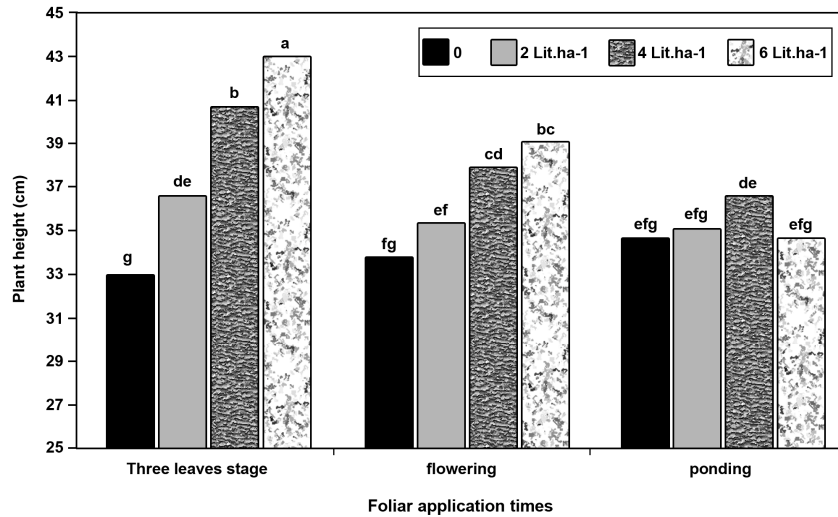 45
43
41
39
37
35
33
31
29
27
25
Plant height (cm)
0 2 Lit.ha-1 4 Lit.ha-1 6 Lit.ha-1
g de b a
fg ef cd bc
efg efg de efg
Three leaves stage flowering ponding
Foliar application times